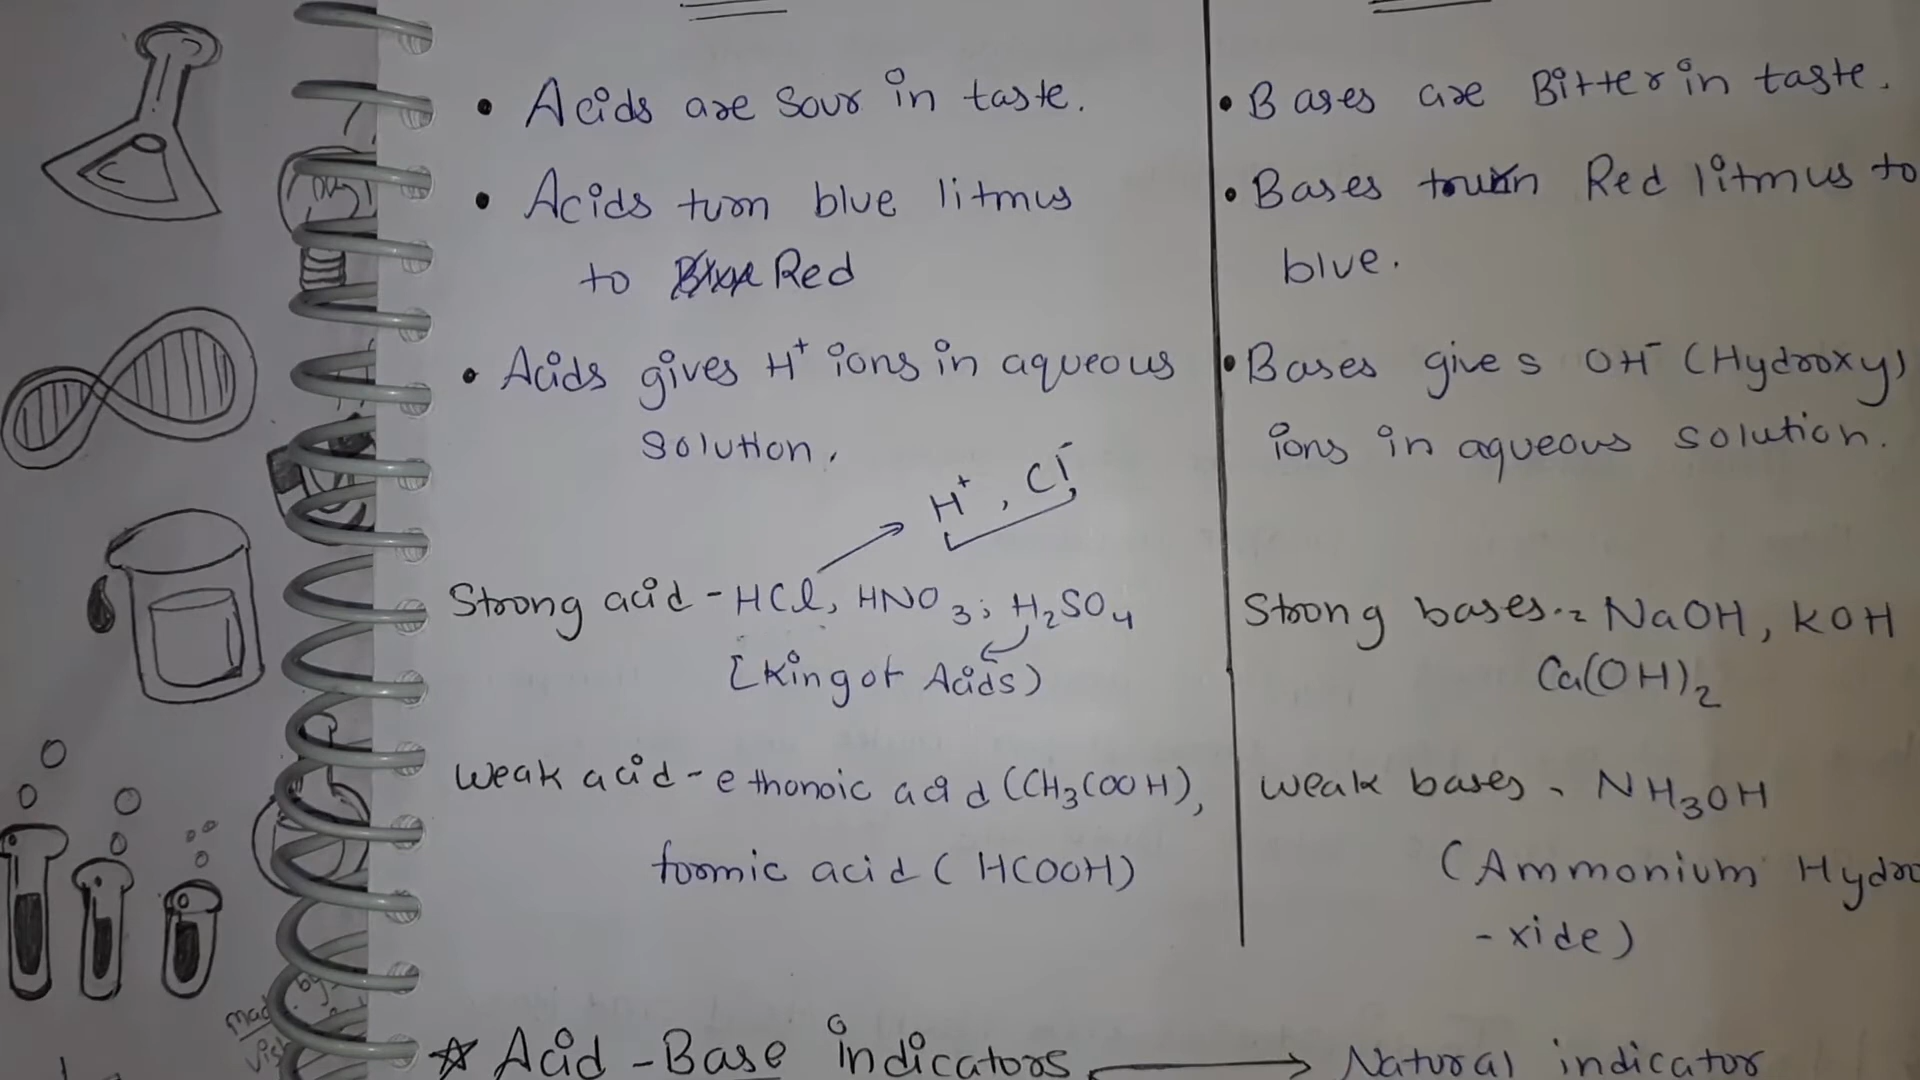 • Acids are Sour in taste.
• Acids turn blue litmus
to Red
• Acids gives H⁺ ions in aqueous
solution.
H⁺, Cl⁻
Strong acid - HCl, HNO₃; H₂SO₄
[King of Acids)
Weak acid - ethonoic acid (CH₃COOH),
formic acid (HCOOH)
• Bases are Bitter in taste.
• Bases turn Red litmus to
blue.
• Bases gives OH⁻ (Hydroxy)
ions in aqueous solution.
Strong bases - NaOH, KOH
Ca(OH)₂
weak bases - NH₃OH
(Ammonium Hydro
-xide)
☆ Acid-Base indicators → Natural indicator
made by